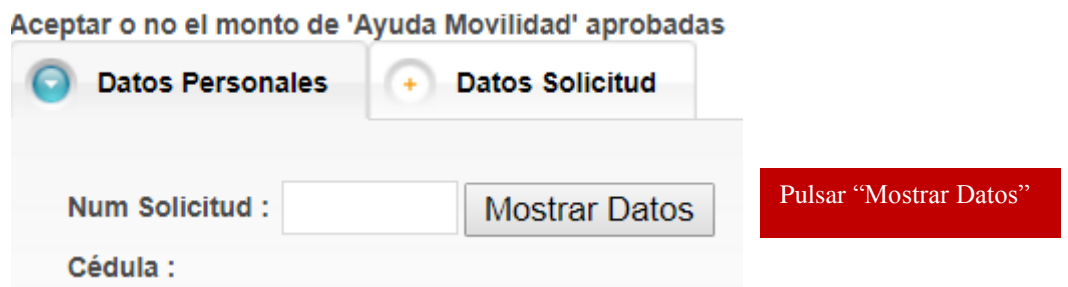 Aceptar o no el monto de 'Ayuda Movilidad' aprobadas
Datos Personales
Datos Solicitud
Num Solicitud :
Mostrar Datos
Pulsar “Mostrar Datos”
Cédula :